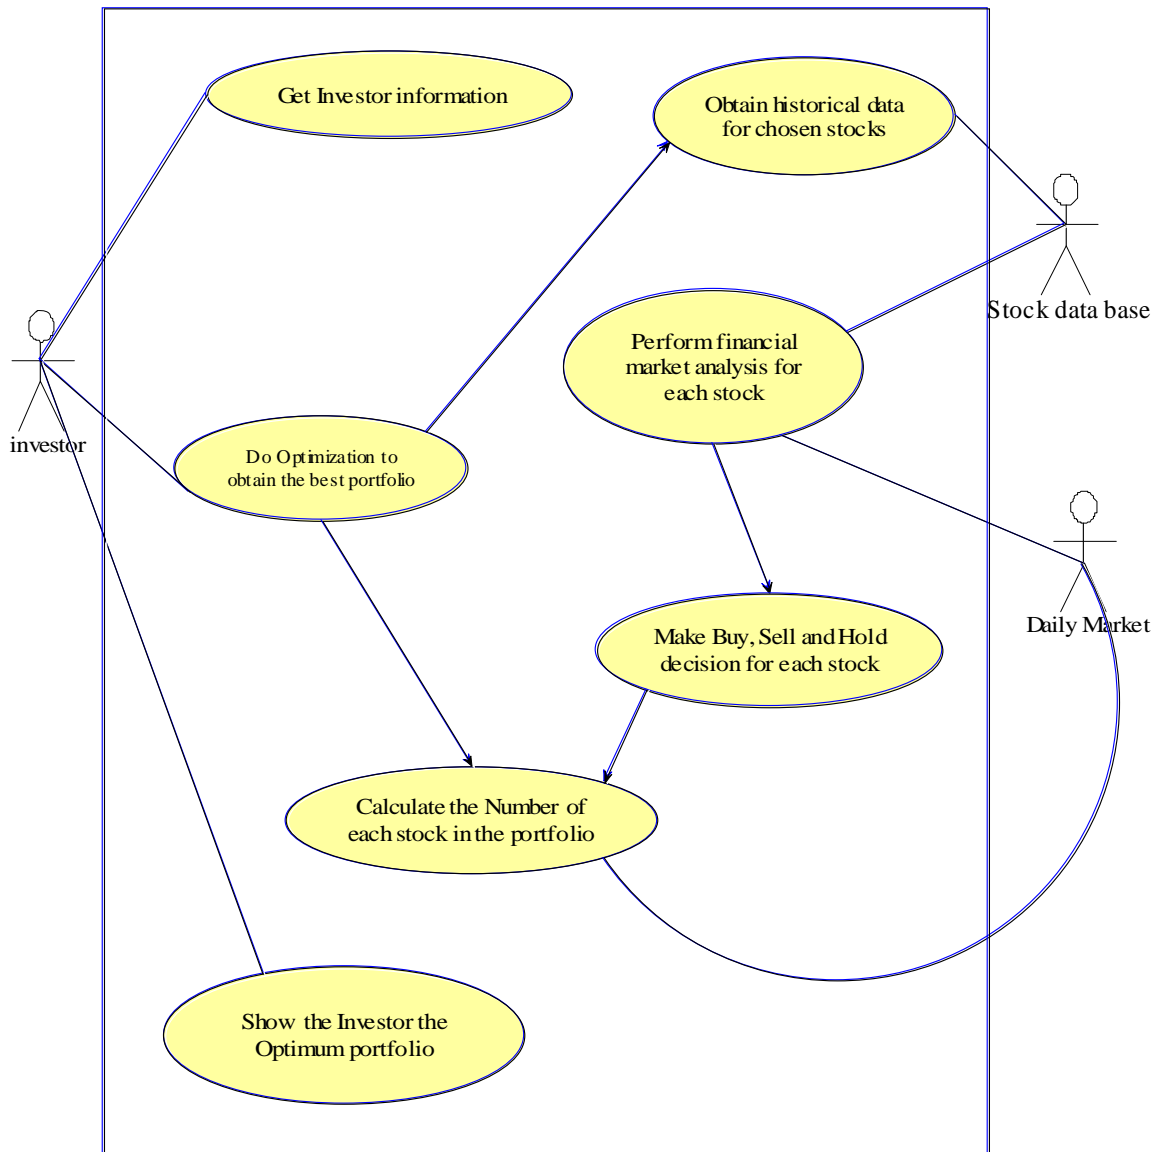 Get Investor information
Obtain historical data
for chosen stocks
Stock data base
Perform financial
market analysis for
each stock
investor
Do Optimization to
obtain the best portfolio
Daily Market
Make Buy, Sell and Hold
decision for each stock
Calculate the Number of
each stock in the portfolio
Show the Investor the
Optimum portfolio